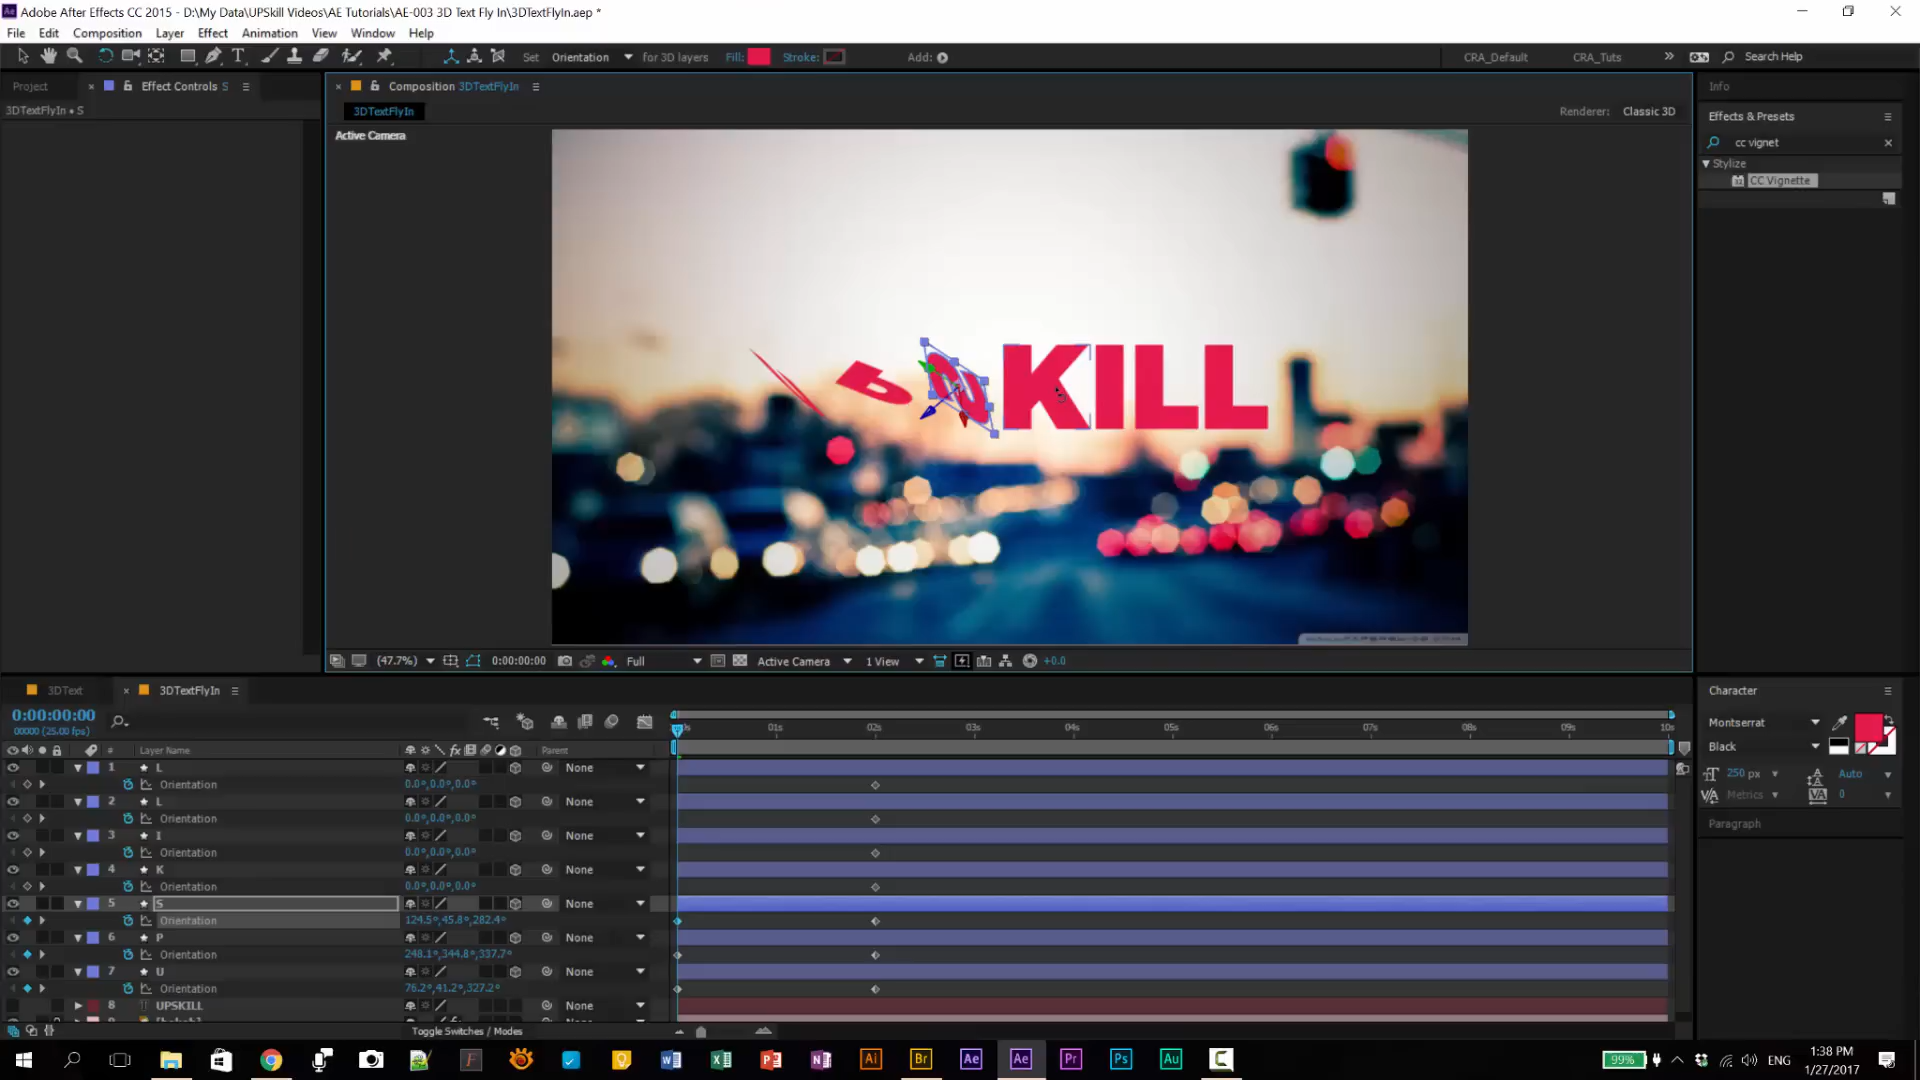 Adobe After Effects CC 2015 - D:\My Data\UPSkill Videos\AE Tutorials\AE-003 3D Text Fly In\3DTextFlyIn.aep *
File Edit Composition Layer Effect Animation View Window Help
Set Orientation for 3D layers Fill: Stroke: Add: CRA_Default CRA_Tuts Search Help
Project Effect Controls S
3DTextFlyIn • S
Composition 3DTextFlyIn
3DTextFlyIn
Renderer: Classic 3D
Active Camera
KILL
(47.7%) 0:00:00:00 Full Active Camera 1 View +0.0
Info
Effects & Presets
cc vignet
Stylize
CC Vignette
3DText 3DTextFlyIn
0:00:00:00
00000 (25.00 fps)
01s 02s 03s 04s 05s 06s 07s 08s 09s 10s
# Layer Name Parent
1 L None
Orientation 0.0°,0.0°,0.0°
2 L None
Orientation 0.0°,0.0°,0.0°
3 I None
Orientation 0.0°,0.0°,0.0°
4 K None
Orientation 0.0°,0.0°,0.0°
5 S None
Orientation 124.5°,45.8°,282.4°
6 P None
Orientation 248.1°,344.8°,337.7°
7 U None
Orientation 76.2°,41.2°,327.2°
8 UPSKILL None
Toggle Switches / Modes
Character
Montserrat
Black
250 px Auto
Metrics 0
Paragraph
99% ENG 1:38 PM
1/27/2017